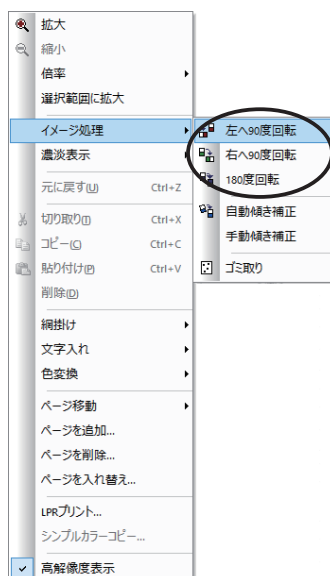 拡大
縮小
倍率
選択範囲に拡大
イメージ処理
濃淡表示
元に戻す(U) Ctrl+Z
切り取り(T) Ctrl+X
コピー(C) Ctrl+C
貼り付け(P) Ctrl+V
削除(D)
網掛け
文字入れ
色変換
ページ移動
ページを追加...
ページを削除...
ページを入れ替え...
LPRプリント...
シンプルカラーコピー...
高解像度表示
左へ90度回転
右へ90度回転
180度回転
自動傾き補正
手動傾き補正
ゴミ取り